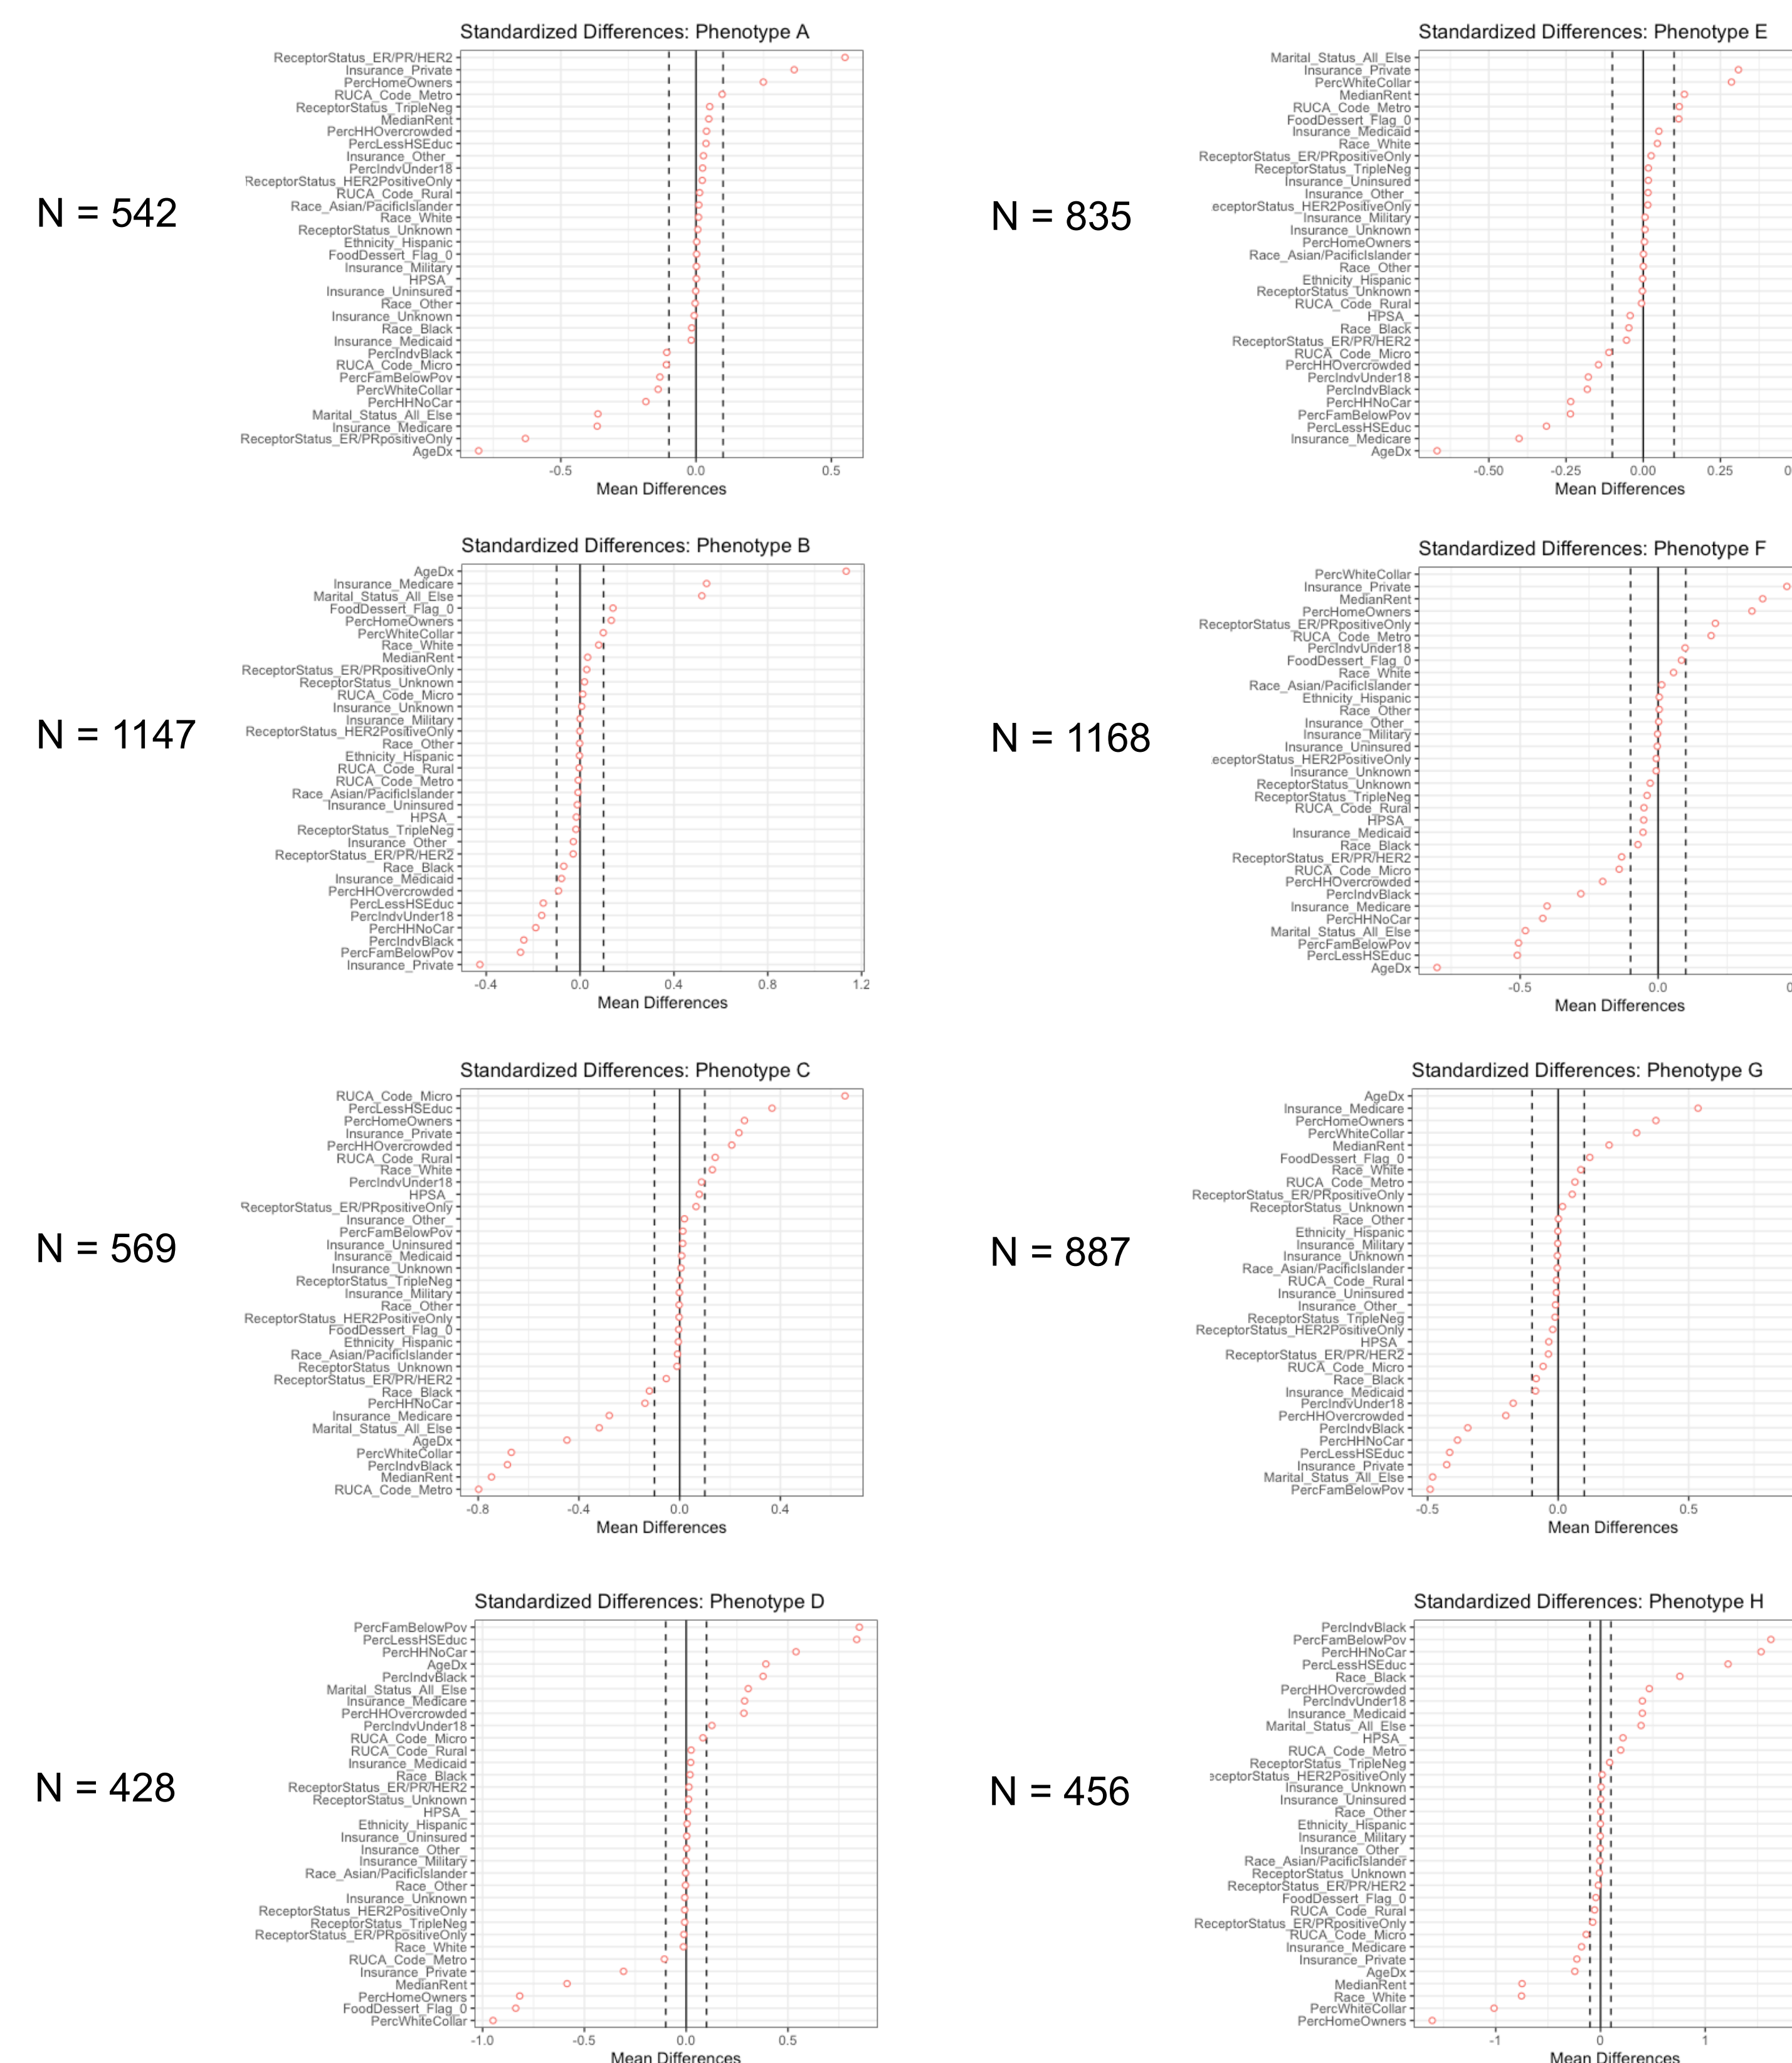 Standardized Differences: Phenotype A
N = 542
ReceptorStatus_ER/PR/HER2
Insurance_Private
PercHomeOwners
RUCA_Code_Metro
ReceptorStatus_TripleNeg
MedianRent
PercHHOvercrowded
PercLessHSEduc
Insurance_Other_
PercIndvUnder18
ReceptorStatus_HER2PositiveOnly
RUCA_Code_Rural
Race_Asian/PacificIslander
Race_White
ReceptorStatus_Unknown
Ethnicity_Hispanic
FoodDessert_Flag_0
Insurance_Military
HPSA_
Insurance_Uninsured
Race_Other
Insurance_Unknown
Race_Black
Insurance_Medicaid
PercIndvBlack
RUCA_Code_Micro
PercFamBelowPov
PercWhiteCollar
PercHHNoCar
Marital_Status_All_Else
Insurance_Medicare
ReceptorStatus_ER/PRpositiveOnly
AgeDx
-0.5 0.0 0.5
Mean Differences
Standardized Differences: Phenotype E
N = 835
Marital_Status_All_Else
Insurance_Private
PercWhiteCollar
MedianRent
RUCA_Code_Metro
FoodDessert_Flag_0
Insurance_Medicaid
Race_White
ReceptorStatus_ER/PRpositiveOnly
ReceptorStatus_TripleNeg
Insurance_Uninsured
Insurance_Other_
eceptorStatus_HER2PositiveOnly
Insurance_Military
Insurance_Unknown
PercHomeOwners
Race_Asian/PacificIslander
Race_Other
Ethnicity_Hispanic
ReceptorStatus_Unknown
RUCA_Code_Rural
HPSA_
Race_Black
ReceptorStatus_ER/PR/HER2
RUCA_Code_Micro
PercHHOvercrowded
PercIndvUnder18
PercIndvBlack
PercHHNoCar
PercFamBelowPov
PercLessHSEduc
Insurance_Medicare
AgeDx
-0.50 -0.25 0.00 0.25
Mean Differences
Standardized Differences: Phenotype B
N = 1147
AgeDx
Insurance_Medicare
Marital_Status_All_Else
FoodDessert_Flag_0
PercHomeOwners
PercWhiteCollar
Race_White
MedianRent
ReceptorStatus_ER/PRpositiveOnly
ReceptorStatus_Unknown
RUCA_Code_Micro
Insurance_Unknown
Insurance_Military
ReceptorStatus_HER2PositiveOnly
Race_Other
Ethnicity_Hispanic
RUCA_Code_Rural
RUCA_Code_Metro
Race_Asian/PacificIslander
Insurance_Uninsured
HPSA_
ReceptorStatus_TripleNeg
Insurance_Other_
ReceptorStatus_ER/PR/HER2
Race_Black
Insurance_Medicaid
PercHHOvercrowded
PercLessHSEduc
PercIndvUnder18
PercHHNoCar
PercIndvBlack
PercFamBelowPov
Insurance_Private
-0.4 0.0 0.4 0.8 1.2
Mean Differences
Standardized Differences: Phenotype F
N = 1168
PercWhiteCollar
Insurance_Private
MedianRent
PercHomeOwners
ReceptorStatus_ER/PRpositiveOnly
RUCA_Code_Metro
PercIndvUnder18
FoodDessert_Flag_0
Race_White
Race_Asian/PacificIslander
Ethnicity_Hispanic
Race_Other
Insurance_Other_
Insurance_Military
Insurance_Uninsured
eceptorStatus_HER2PositiveOnly
Insurance_Unknown
ReceptorStatus_Unknown
ReceptorStatus_TripleNeg
RUCA_Code_Rural
HPSA_
Insurance_Medicaid
Race_Black
ReceptorStatus_ER/PR/HER2
RUCA_Code_Micro
PercHHOvercrowded
PercIndvBlack
Insurance_Medicare
PercHHNoCar
Marital_Status_All_Else
PercFamBelowPov
PercLessHSEduc
AgeDx
-0.5 0.0
Mean Differences
Standardized Differences: Phenotype C
N = 569
RUCA_Code_Micro
PercLessHSEduc
PercHomeOwners
Insurance_Private
PercHHOvercrowded
RUCA_Code_Rural
Race_White
PercIndvUnder18
HPSA_
ReceptorStatus_ER/PRpositiveOnly
Insurance_Other_
PercFamBelowPov
Insurance_Uninsured
Insurance_Medicaid
Insurance_Unknown
ReceptorStatus_TripleNeg
Insurance_Military
Race_Other
ReceptorStatus_HER2PositiveOnly
FoodDessert_Flag_0
Ethnicity_Hispanic
Race_Asian/PacificIslander
ReceptorStatus_Unknown
ReceptorStatus_ER/PR/HER2
Race_Black
PercHHNoCar
Insurance_Medicare
Marital_Status_All_Else
AgeDx
PercWhiteCollar
PercIndvBlack
MedianRent
RUCA_Code_Metro
-0.8 -0.4 0.0 0.4
Mean Differences
Standardized Differences: Phenotype G
N = 887
AgeDx
Insurance_Medicare
PercHomeOwners
PercWhiteCollar
MedianRent
FoodDessert_Flag_0
Race_White
RUCA_Code_Metro
ReceptorStatus_ER/PRpositiveOnly
ReceptorStatus_Unknown
Race_Other
Ethnicity_Hispanic
Insurance_Military
Insurance_Unknown
Race_Asian/PacificIslander
RUCA_Code_Rural
Insurance_Uninsured
Insurance_Other_
ReceptorStatus_TripleNeg
ReceptorStatus_HER2PositiveOnly
HPSA_
ReceptorStatus_ER/PR/HER2
RUCA_Code_Micro
Race_Black
Insurance_Medicaid
PercIndvUnder18
PercHHOvercrowded
PercIndvBlack
PercHHNoCar
PercLessHSEduc
Insurance_Private
Marital_Status_All_Else
PercFamBelowPov
-0.5 0.0 0.5
Mean Differences
Standardized Differences: Phenotype D
N = 428
PercFamBelowPov
PercLessHSEduc
PercHHNoCar
AgeDx
PercIndvBlack
Marital_Status_All_Else
Insurance_Medicare
PercHHOvercrowded
PercIndvUnder18
RUCA_Code_Micro
RUCA_Code_Rural
Insurance_Medicaid
Race_Black
ReceptorStatus_ER/PR/HER2
ReceptorStatus_Unknown
HPSA_
Ethnicity_Hispanic
Insurance_Uninsured
Insurance_Other_
Insurance_Military
Race_Asian/PacificIslander
Race_Other
Insurance_Unknown
ReceptorStatus_HER2PositiveOnly
ReceptorStatus_TripleNeg
ReceptorStatus_ER/PRpositiveOnly
Race_White
RUCA_Code_Metro
Insurance_Private
MedianRent
PercHomeOwners
FoodDessert_Flag_0
PercWhiteCollar
-1.0 -0.5 0.0 0.5
Mean Differences
Standardized Differences: Phenotype H
N = 456
PercIndvBlack
PercFamBelowPov
PercHHNoCar
PercLessHSEduc
Race_Black
PercHHOvercrowded
PercIndvUnder18
Insurance_Medicaid
Marital_Status_All_Else
HPSA_
RUCA_Code_Metro
ReceptorStatus_TripleNeg
eceptorStatus_HER2PositiveOnly
Insurance_Unknown
Insurance_Uninsured
Race_Other
Ethnicity_Hispanic
Insurance_Military
Insurance_Other_
Race_Asian/PacificIslander
ReceptorStatus_Unknown
ReceptorStatus_ER/PR/HER2
FoodDessert_Flag_0
RUCA_Code_Rural
ReceptorStatus_ER/PRpositiveOnly
RUCA_Code_Micro
Insurance_Medicare
Insurance_Private
AgeDx
MedianRent
Race_White
PercWhiteCollar
PercHomeOwners
-1 0 1
Mean Differences